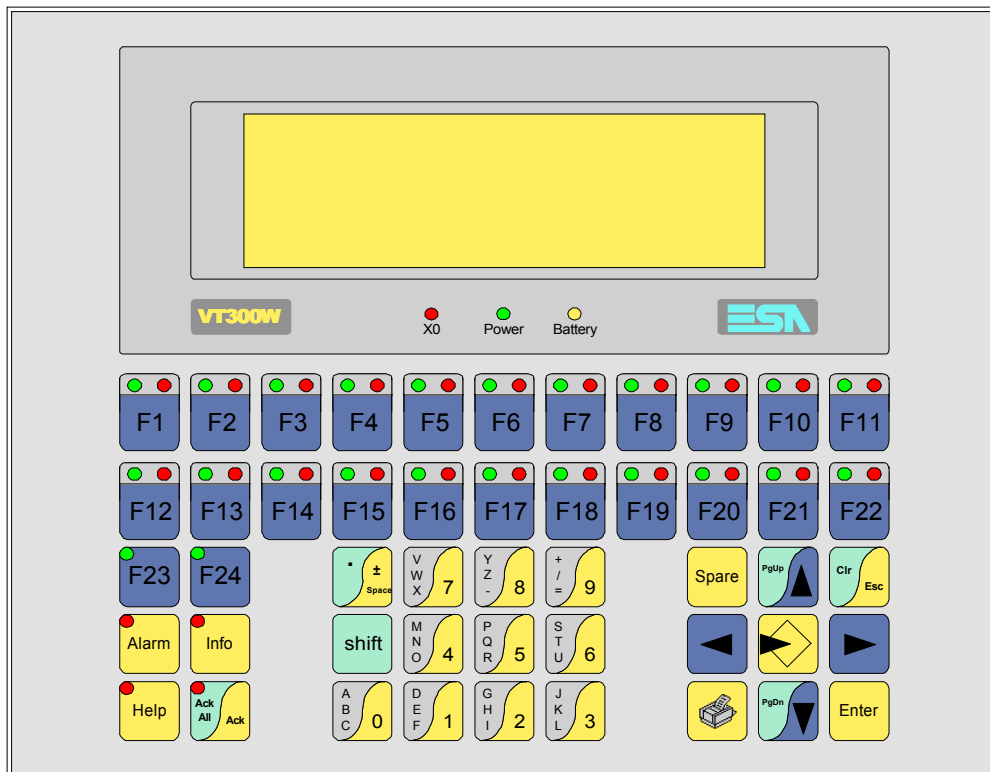 VT300W
X0 Power Battery
ESA
F1 F2 F3 F4 F5 F6 F7 F8 F9 F10 F11
F12 F13 F14 F15 F16 F17 F18 F19 F20 F21 F22
F23 F24
. ± Space
V W X 7
Y Z - 8
+ / = 9
Spare
PgUp
Clr Esc
Alarm Info
shift
M N O 4
P Q R 5
S T U 6
Help
Ack All Ack
A B C 0
D E F 1
G H I 2
J K L 3
PgDn
Enter